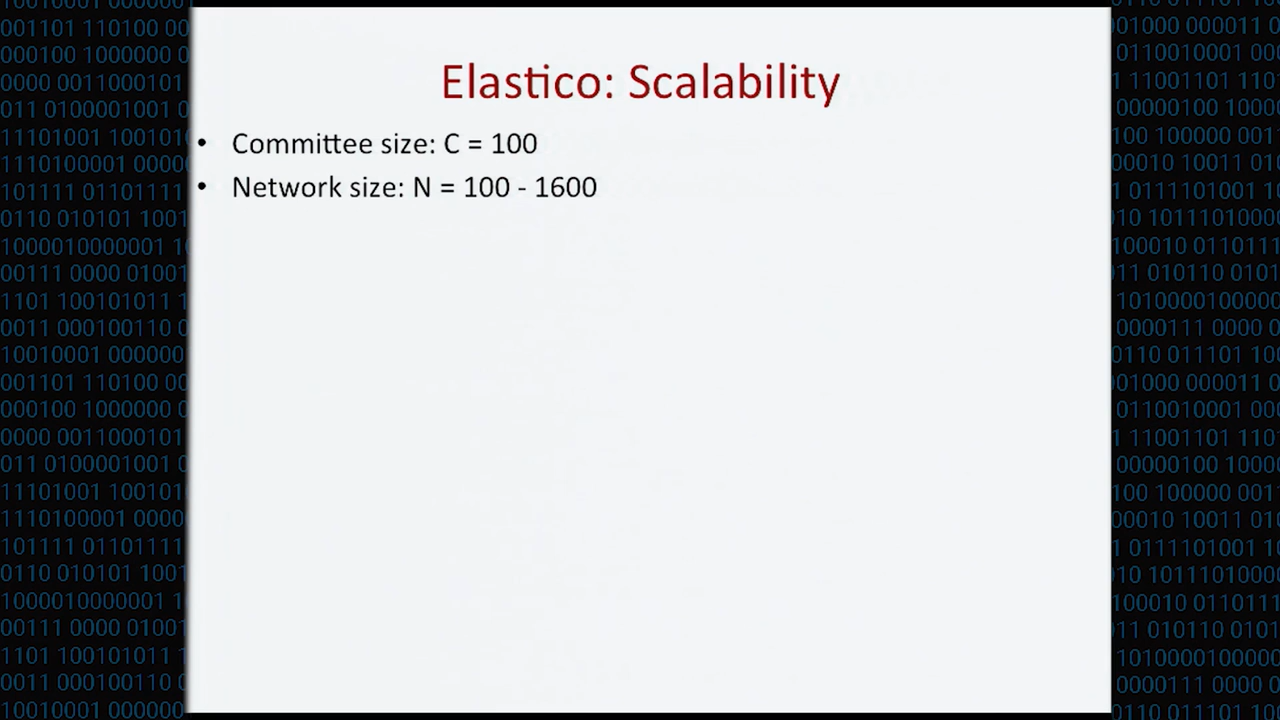 Elastico: Scalability
• Committee size: C = 100
• Network size: N = 100 - 1600